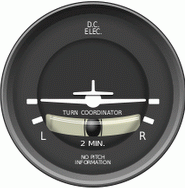 D.C.
ELEC.
TURN COORDINATOR
L R
2 MIN.
NO PITCH
INFORMATION